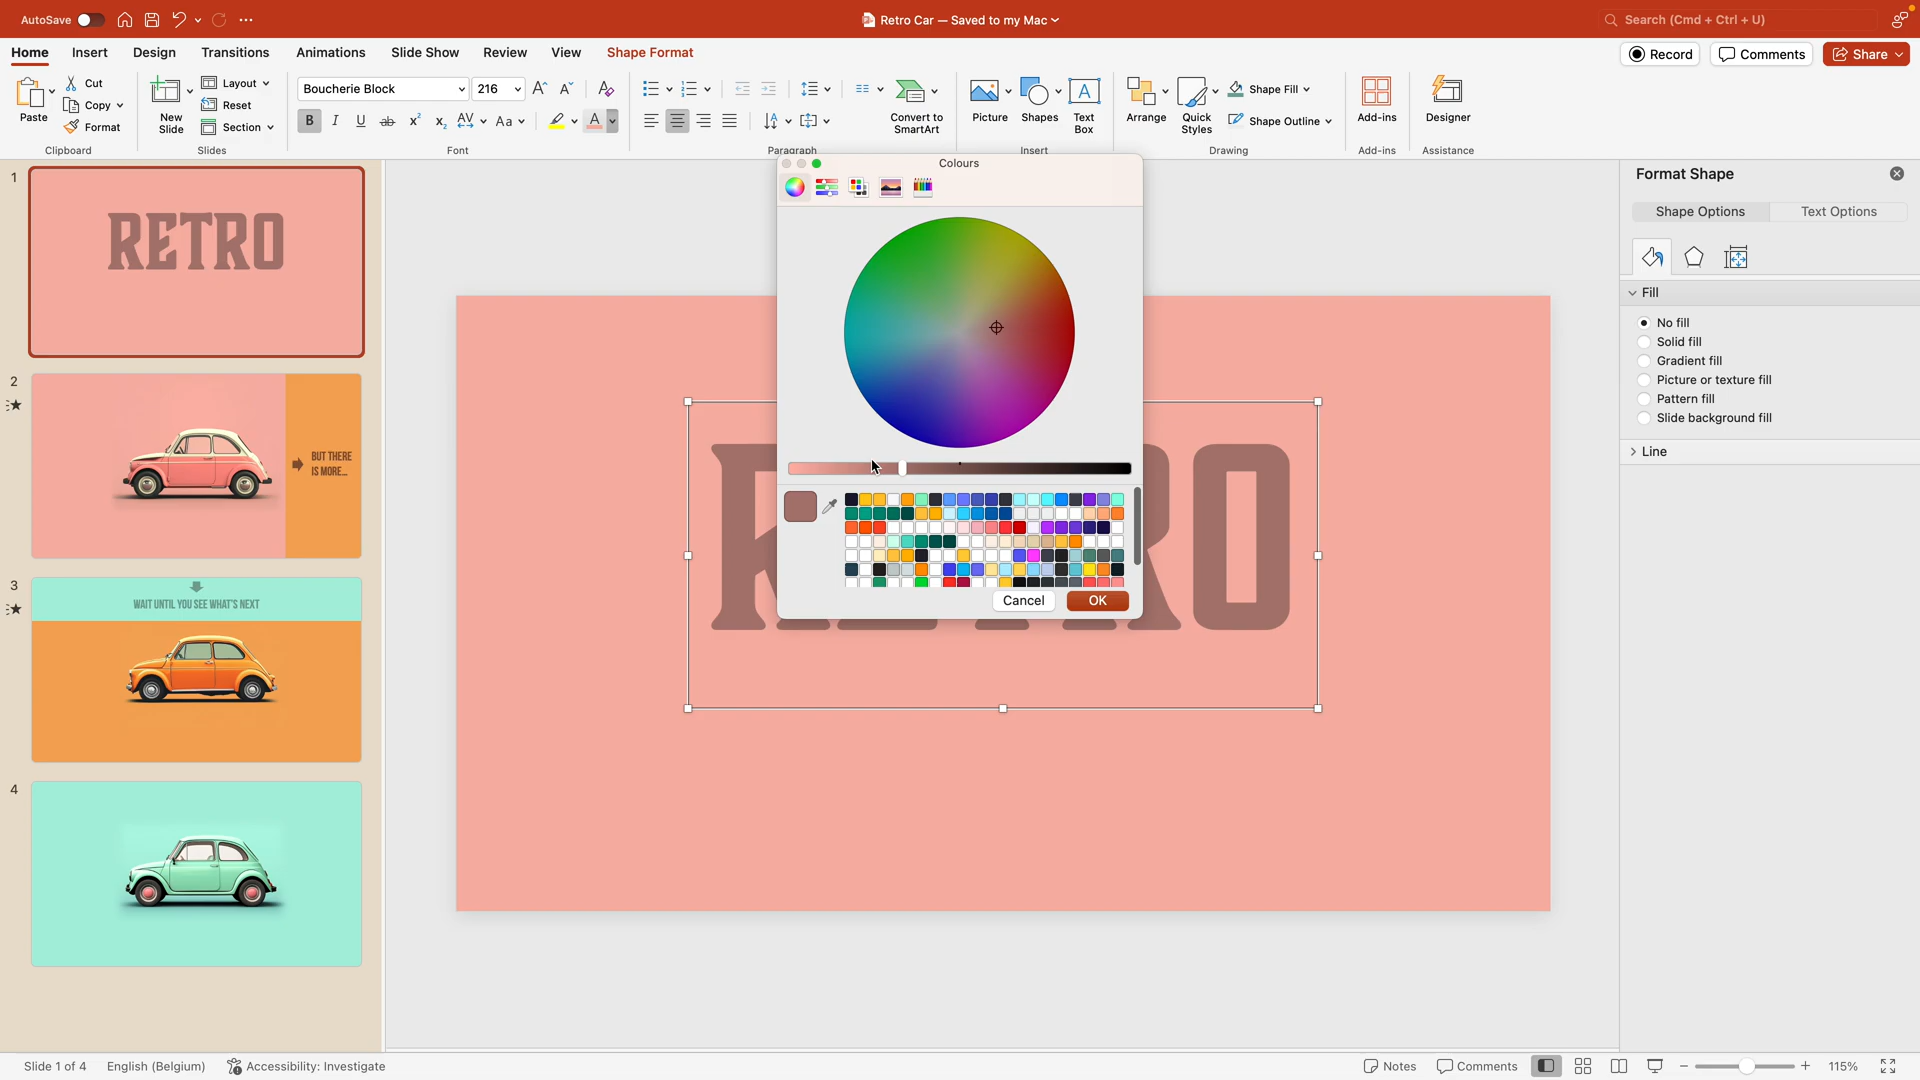 AutoSave
Retro Car — Saved to my Mac
Search (Cmd + Ctrl + U)
Home
Insert
Design
Transitions
Animations
Slide Show
Review
View
Shape Format
Record
Comments
Share
Paste
Cut
Copy
Format
Clipboard
New Slide
Layout
Reset
Section
Slides
Boucherie Block
216
Font
Paragraph
Convert to SmartArt
Picture
Shapes
Text Box
Insert
Arrange
Quick Styles
Shape Fill
Shape Outline
Drawing
Add-ins
Add-ins
Designer
Assistance
1
RETRO
2
BUT THERE
IS MORE...
3
WAIT UNTIL YOU SEE WHAT'S NEXT
4
Colours
Cancel
OK
Format Shape
Shape Options
Text Options
Fill
No fill
Solid fill
Gradient fill
Picture or texture fill
Pattern fill
Slide background fill
Line
Slide 1 of 4
English (Belgium)
Accessibility: Investigate
Notes
Comments
115%